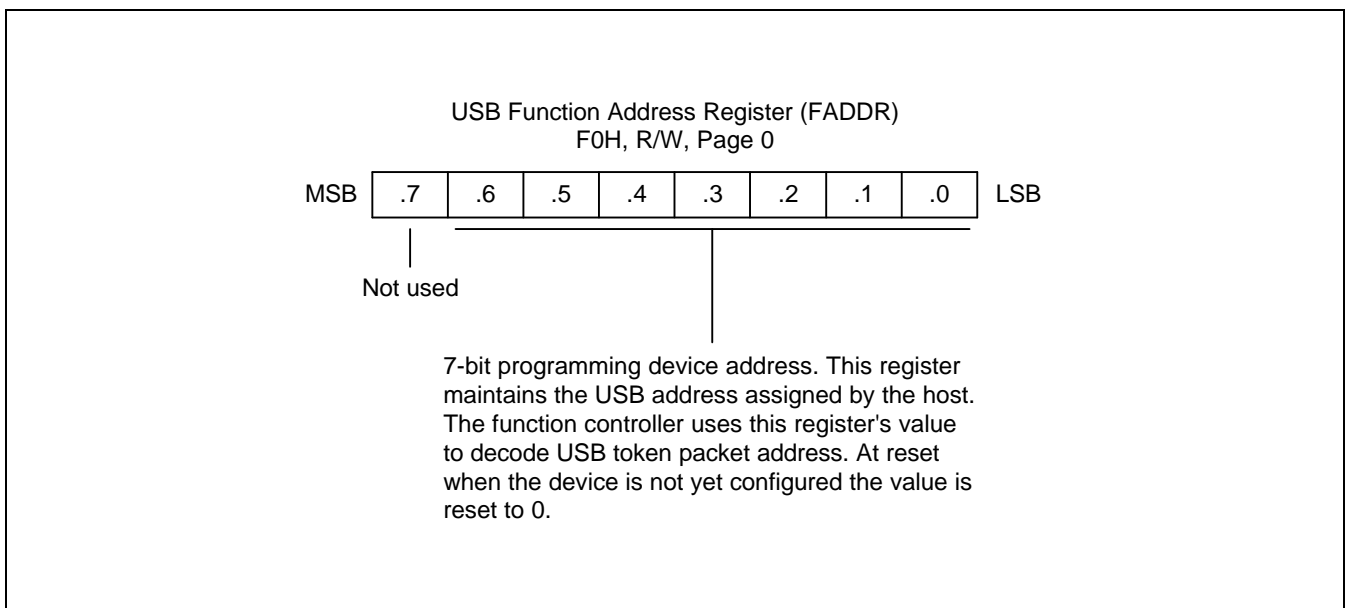 USB Function Address Register (FADDR)
F0H, R/W, Page 0
MSB .7 .6 .5 .4 .3 .2 .1 .0 LSB
Not used
7-bit programming device address. This register
maintains the USB address assigned by the host.
The function controller uses this register's value
to decode USB token packet address. At reset
when the device is not yet configured the value is
reset to 0.